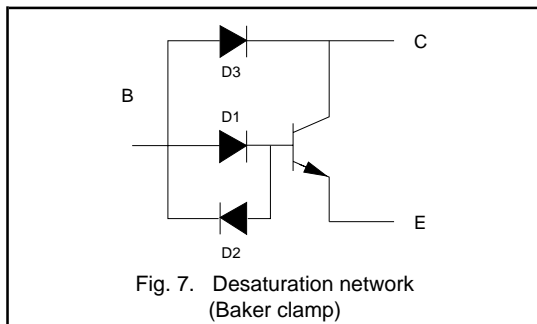 C
D3
B
D1
E
D2
Fig. 7. Desaturation network
(Baker clamp)